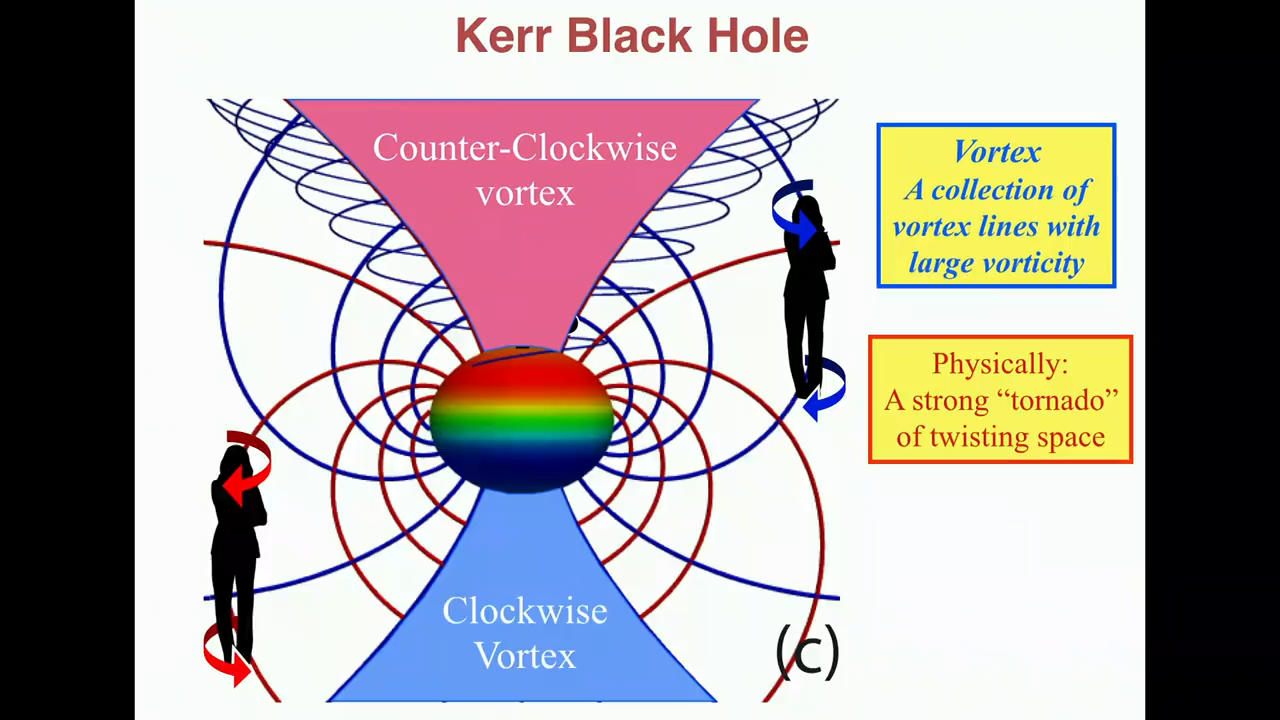 Kerr Black Hole
Counter-Clockwise
vortex
Vortex
A collection of
vortex lines with
large vorticity
Physically:
A strong “tornado”
of twisting space
Clockwise
Vortex
(c)